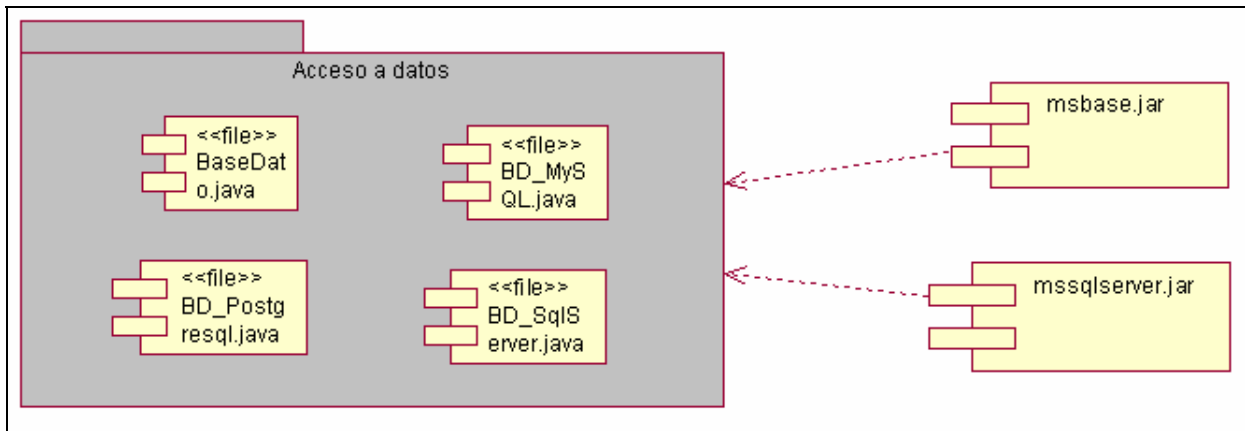 Acceso a datos
<<file>>
BaseDat
o.java
<<file>>
BD_MyS
QL.java
<<file>>
BD_Postg
resql.java
<<file>>
BD_SqlS
erver.java
msbase.jar
mssqlserver.jar